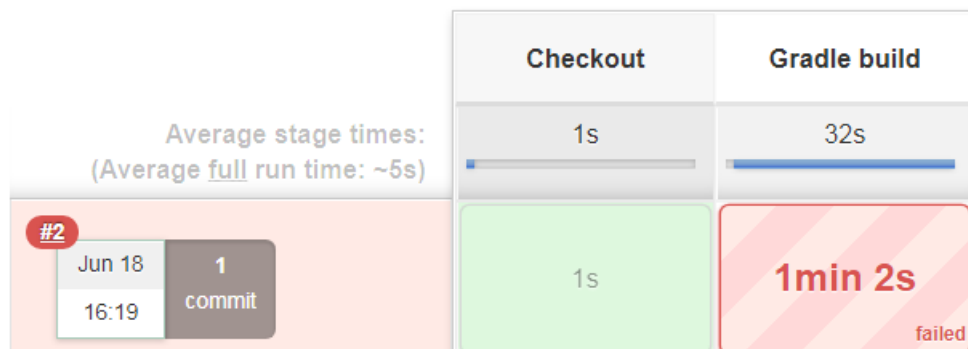 Checkout
Gradle build
Average stage times:
(Average full run time: ~5s)
1s
32s
#2
Jun 18
16:19
1
commit
1s
1min 2s
failed